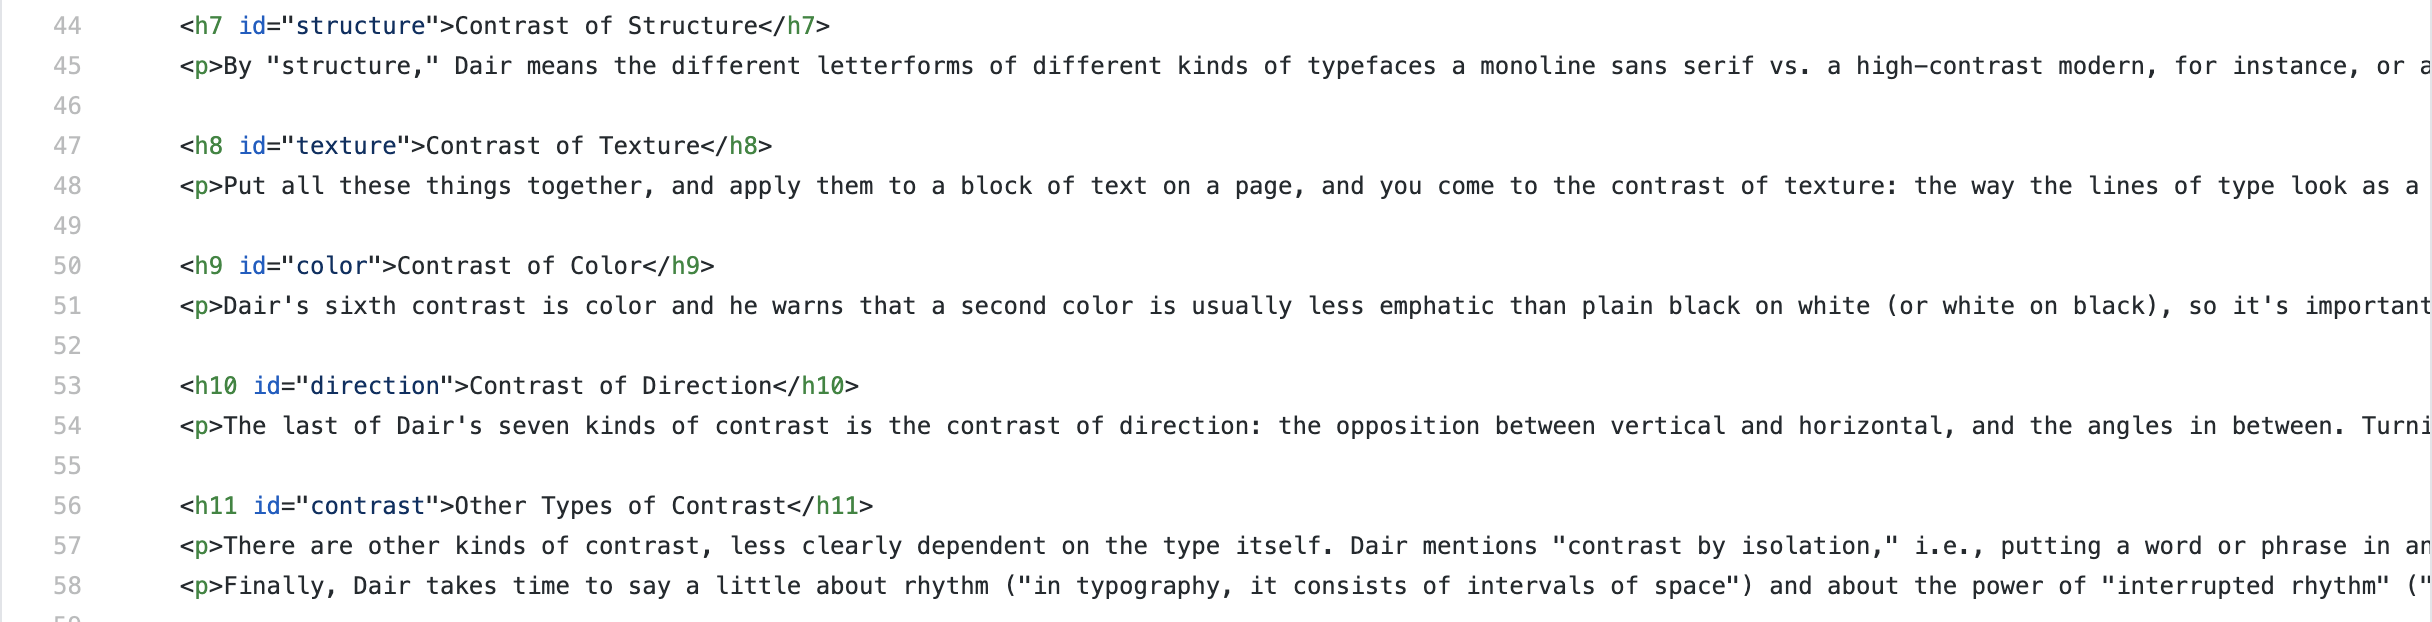 44 <h7 id="structure">Contrast of Structure</h7>
45 <p>By "structure," Dair means the different letterforms of different kinds of typefaces a monoline sans serif vs. a high-contrast modern, for instance, or a
46
47 <h8 id="texture">Contrast of Texture</h8>
48 <p>Put all these things together, and apply them to a block of text on a page, and you come to the contrast of texture: the way the lines of type look as a
49
50 <h9 id="color">Contrast of Color</h9>
51 <p>Dair's sixth contrast is color and he warns that a second color is usually less emphatic than plain black on white (or white on black), so it's important
52
53 <h10 id="direction">Contrast of Direction</h10>
54 <p>The last of Dair's seven kinds of contrast is the contrast of direction: the opposition between vertical and horizontal, and the angles in between. Turni
55
56 <h11 id="contrast">Other Types of Contrast</h11>
57 <p>There are other kinds of contrast, less clearly dependent on the type itself. Dair mentions "contrast by isolation," i.e., putting a word or phrase in an
58 <p>Finally, Dair takes time to say a little about rhythm ("in typography, it consists of intervals of space") and about the power of "interrupted rhythm" ("